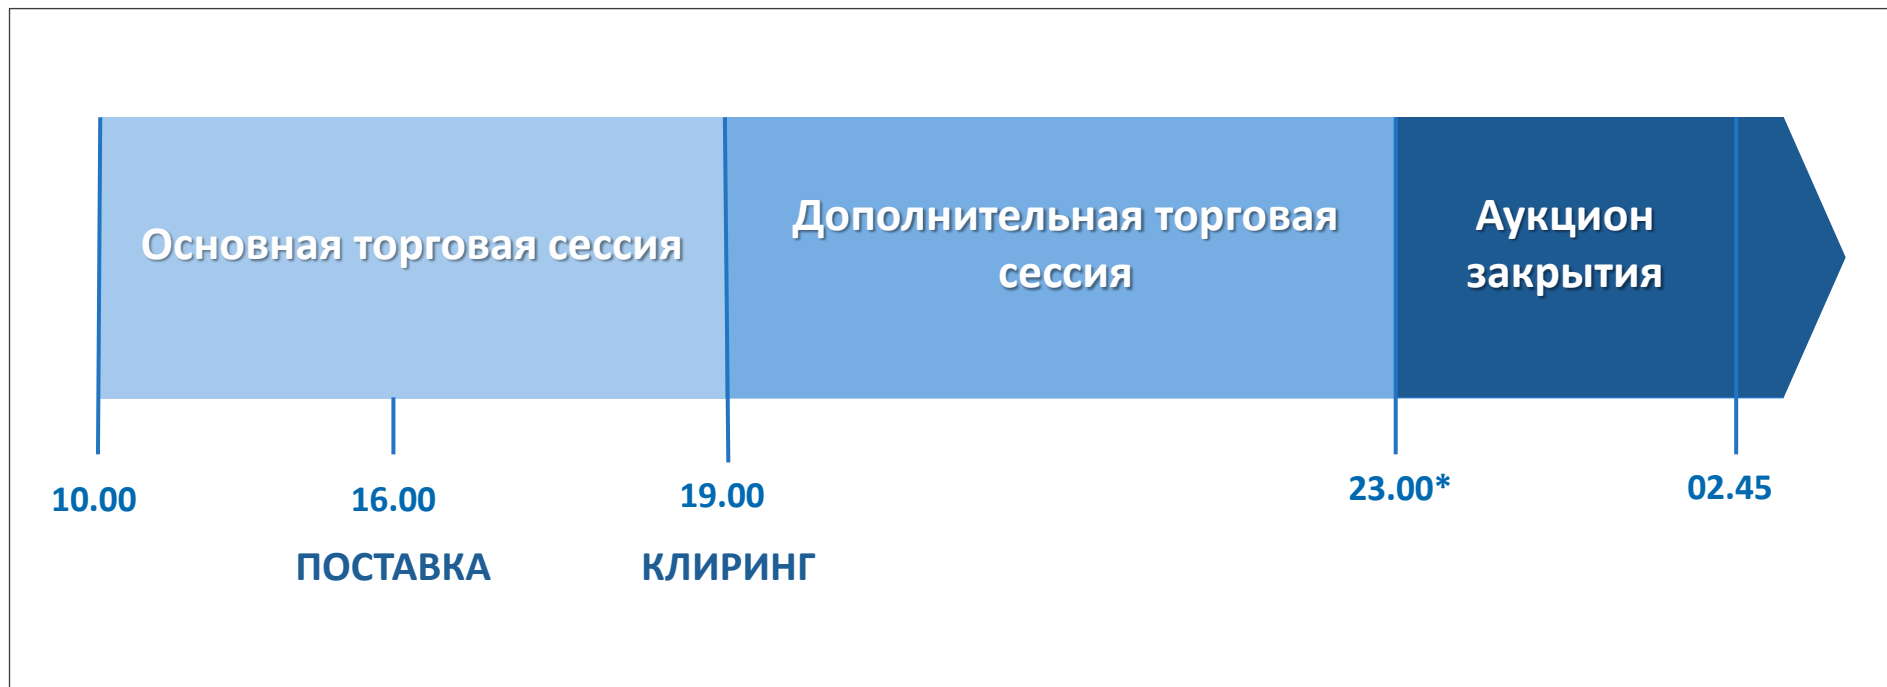 Основная торговая сессия
Дополнительная торговая
сессия
Аукцион
закрытия
10.00
16.00
19.00
23.00*
02.45
ПОСТАВКА
КЛИРИНГ